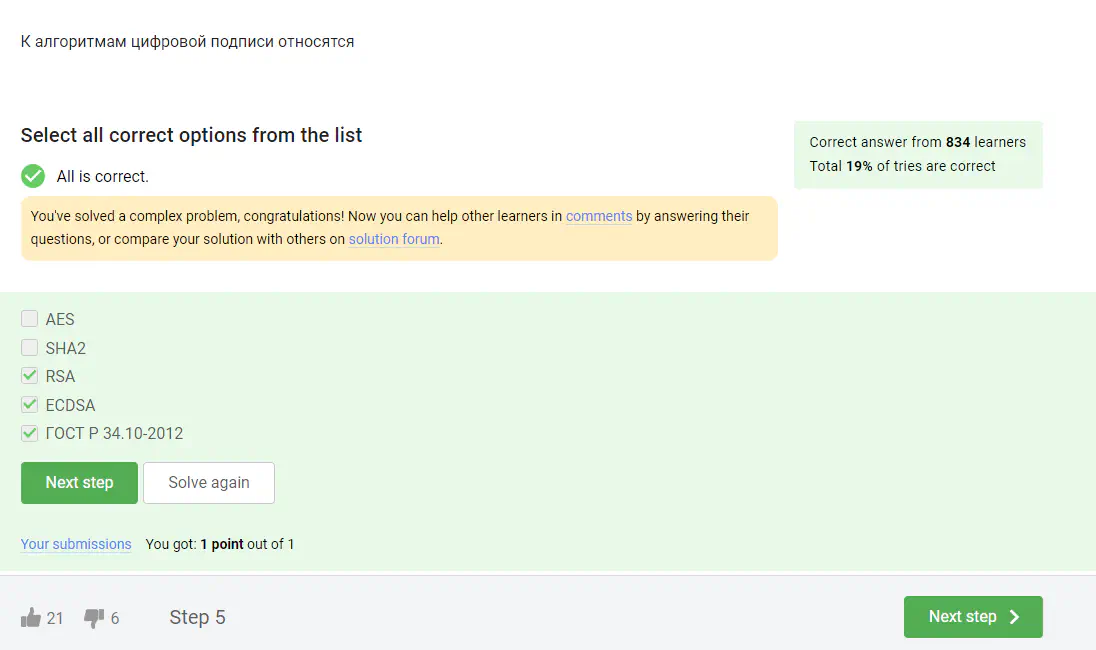 К алгоритмам цифровой подписи относятся
Select all correct options from the list
All is correct.
You've solved a complex problem, congratulations! Now you can help other learners in comments by answering their
questions, or compare your solution with others on solution forum.
Correct answer from 834 learners
Total 19% of tries are correct
AES
SHA2
RSA
ECDSA
ГОСТ Р 34.10-2012
Next step
Solve again
Your submissions You got: 1 point out of 1
21 6 Step 5
Next step